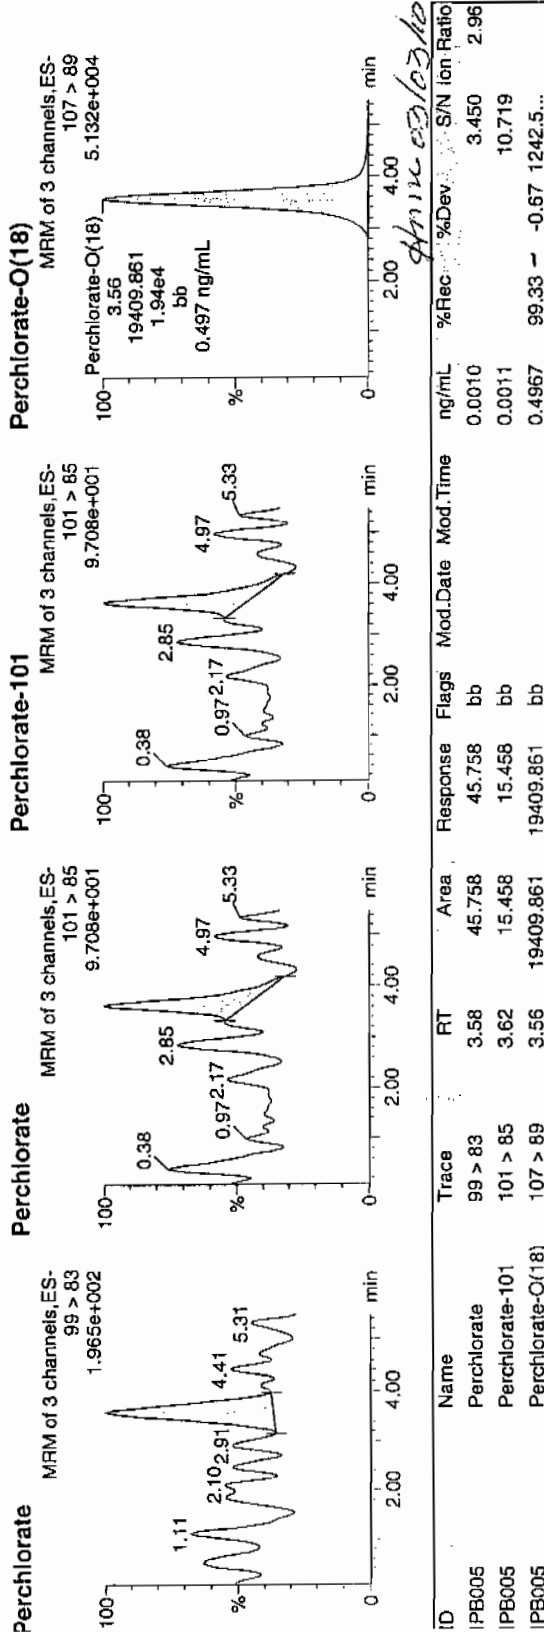 Perchlorate
MRM of 3 channels,ES-
99 > 83
1.965e+002
100
%
0
1.11
2.10
2.91
4.41
5.31
2.00
4.00
min
Perchlorate
MRM of 3 channels,ES-
101 > 85
9.708e+001
100
%
0
0.38
0.97
2.17
2.85
4.97
5.33
2.00
4.00
min
Perchlorate-101
MRM of 3 channels,ES-
101 > 85
9.708e+001
100
%
0
0.38
0.97
2.17
2.85
4.97
5.33
2.00
4.00
min
Perchlorate-O(18)
MRM of 3 channels,ES-
107 > 89
5.132e+004
Perchlorate-O(18)
3.56
19409.861
1.94e4
bb
0.497 ng/mL
100
%
0
2.00
4.00
min
03/03/10
ID Name Trace RT Area Response Flags Mod.Date Mod.Time ng/mL %Rec %Dev S/N Ion Ratio
IPB005 Perchlorate 99 > 83 3.58 45.758 45.758 bb 0.0010 3.450 2.96
IPB005 Perchlorate-101 101 > 85 3.62 15.458 15.458 bb 0.0011 10.719
IPB005 Perchlorate-O(18) 107 > 89 3.56 19409.861 19409.861 bb 0.4967 99.33 -0.67 1242.5...